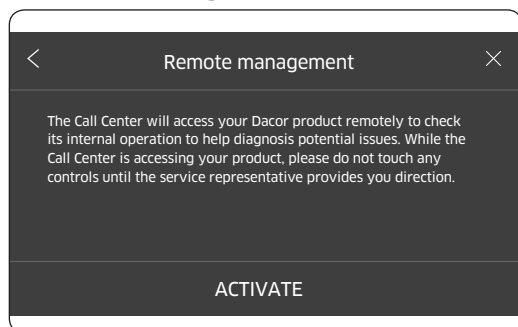 Remote management
The Call Center will access your Dacor product remotely to check
its internal operation to help diagnosis potential issues. While the
Call Center is accessing your product, please do not touch any
controls until the service representative provides you direction.
ACTIVATE